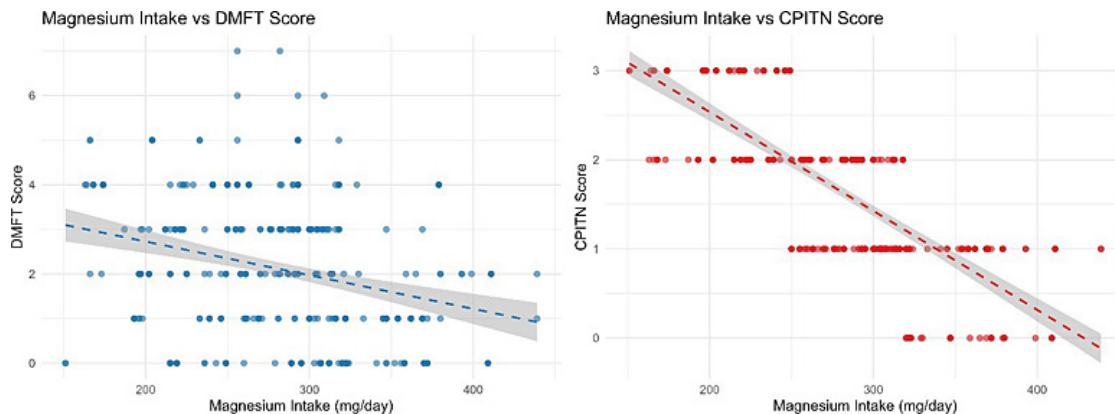 Magnesium Intake vs DMFT Score
DMFT Score
6
4
2
0
200
300
400
Magnesium Intake (mg/day)
Magnesium Intake vs CPITN Score
CPITN Score
3
2
1
0
200
300
400
Magnesium Intake (mg/day)